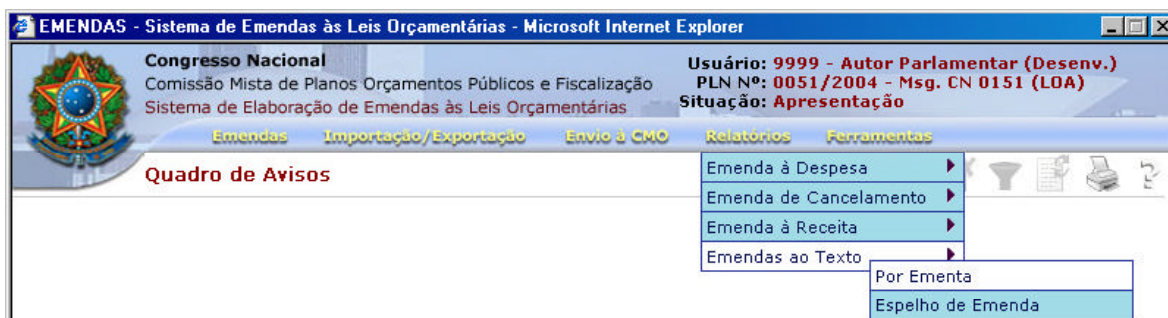 EMENDAS - Sistema de Emendas às Leis Orçamentárias - Microsoft Internet Explorer
Congresso Nacional
Comissão Mista de Planos Orçamentos Públicos e Fiscalização
Sistema de Elaboração de Emendas às Leis Orçamentárias
Usuário: 9999 - Autor Parlamentar (Desenv.)
PLN Nº: 0051/2004 - Msg. CN 0151 (LOA)
Situação: Apresentação
Emendas Importação/Exportação Envio à CMO Relatórios Ferramentas
Quadro de Avisos
Emenda à Despesa
Emenda de Cancelamento
Emenda à Receita
Emendas ao Texto
Por Ementa
Espelho de Emenda